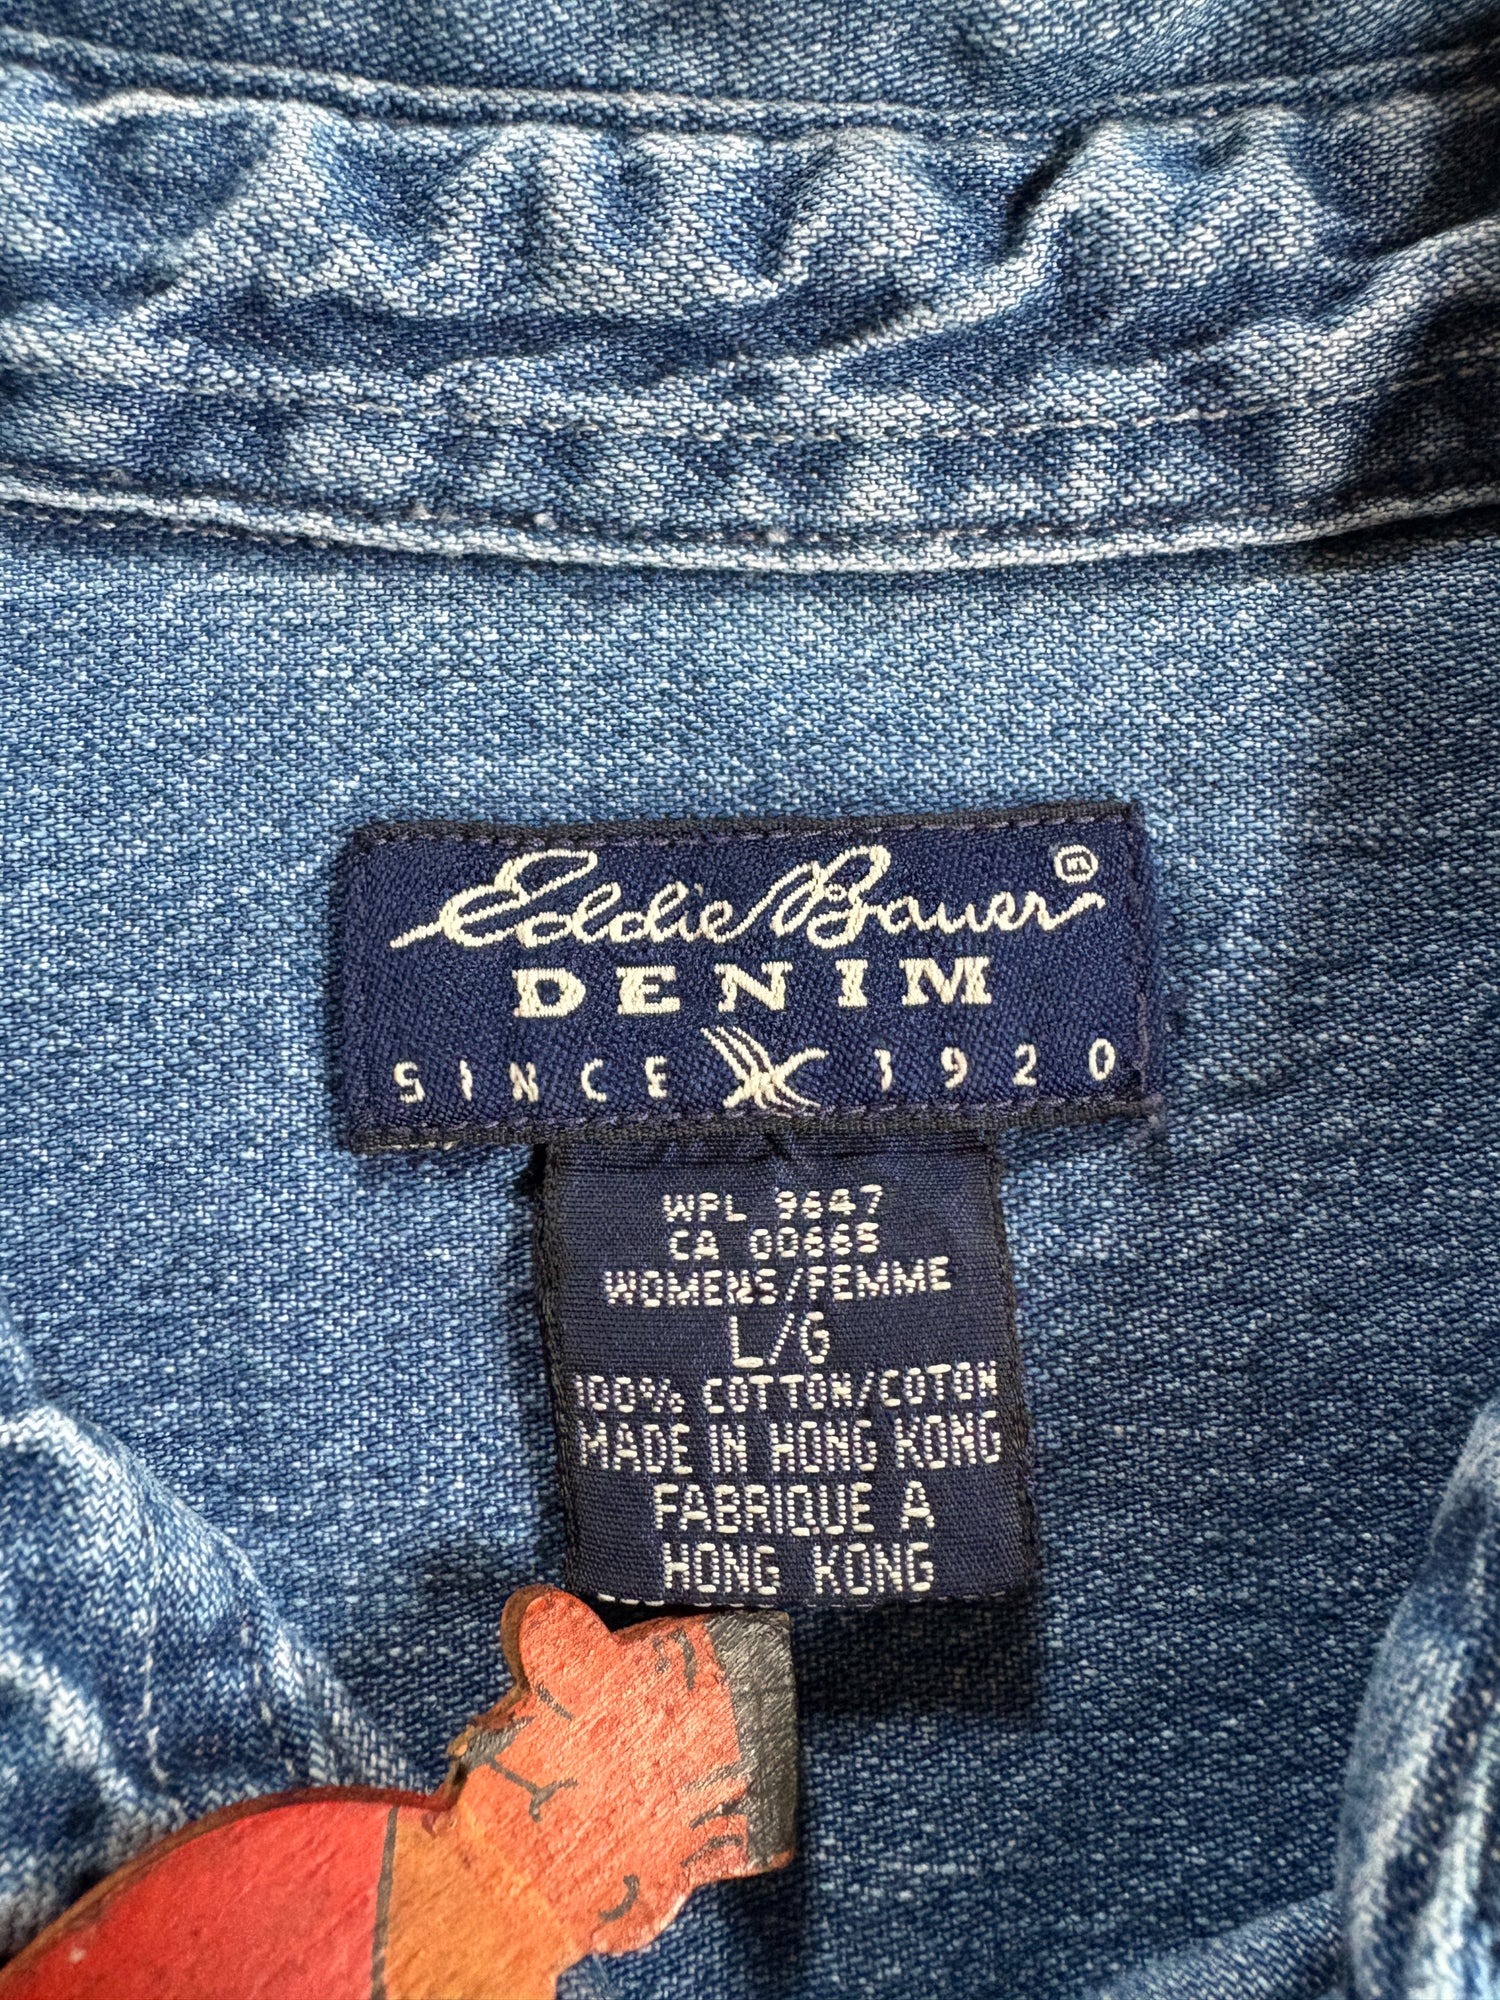 Eddie Bauer®
DENIM
SINCE 1920
WPL 9647
CA 00665
WOMENS/FEMME
L/G
100% COTTON/COTON
MADE IN HONG KONG
FABRIQUE A
HONG KONG